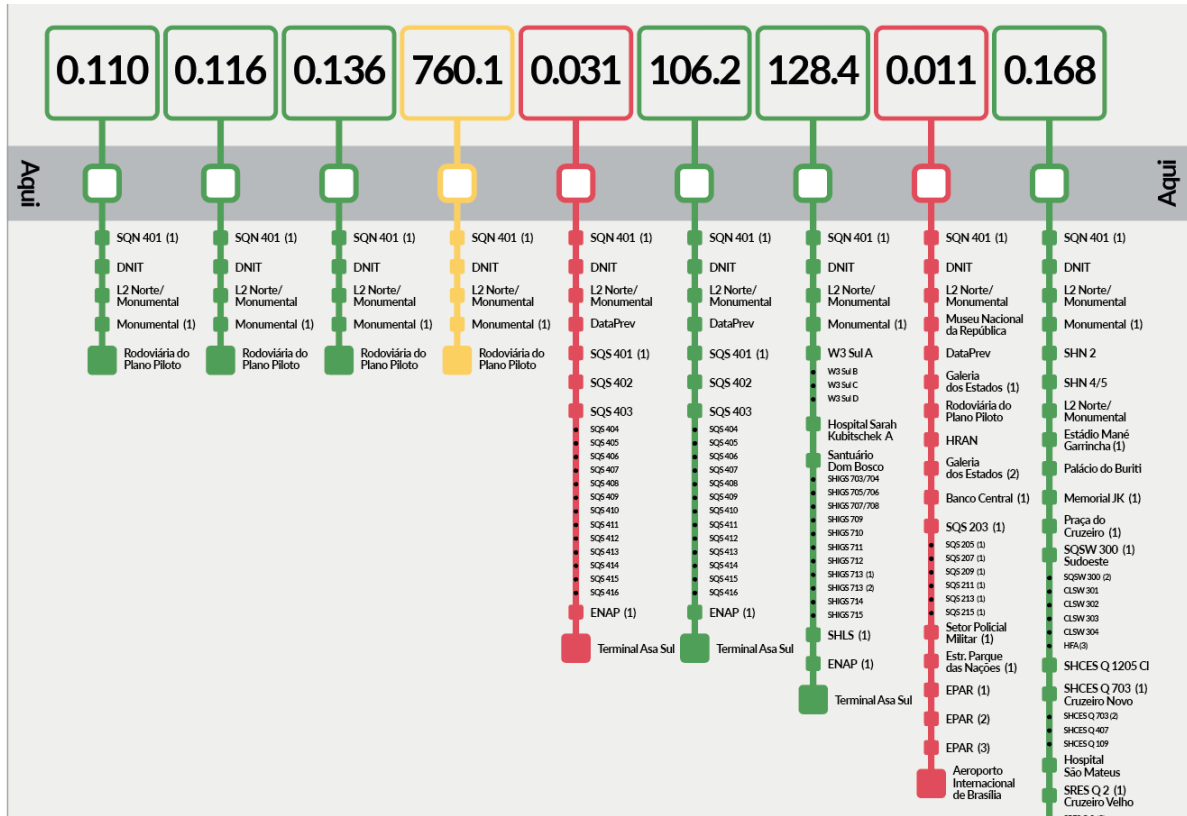 0.110
0.116
0.136
760.1
0.031
106.2
128.4
0.011
0.168
Aqui
Aqui
SQN 401 (1)
DNIT
L2 Norte/
Monumental
Monumental (1)
Rodoviária do
Plano Piloto
SQN 401 (1)
DNIT
L2 Norte/
Monumental
Monumental (1)
Rodoviária do
Plano Piloto
SQN 401 (1)
DNIT
L2 Norte/
Monumental
Monumental (1)
Rodoviária do
Plano Piloto
SQN 401 (1)
DNIT
L2 Norte/
Monumental
Monumental (1)
Rodoviária do
Plano Piloto
SQN 401 (1)
DNIT
L2 Norte/
Monumental
DataPrev
SQS 401 (1)
SQS 402
SQS 403
SQS 404
SQS 405
SQS 406
SQS 407
SQS 408
SQS 409
SQS 410
SQS 411
SQS 412
SQS 413
SQS 414
SQS 415
SQS 416
ENAP (1)
Terminal Asa Sul
SQN 401 (1)
DNIT
L2 Norte/
Monumental
DataPrev
SQS 401 (1)
SQS 402
SQS 403
SQS 404
SQS 405
SQS 406
SQS 407
SQS 408
SQS 409
SQS 410
SQS 411
SQS 412
SQS 413
SQS 414
SQS 415
SQS 416
ENAP (1)
Terminal Asa Sul
SQN 401 (1)
DNIT
L2 Norte/
Monumental
Monumental (1)
W3 Sul A
W3 Sul B
W3 Sul C
W3 Sul D
Hospital Sarah
Kubitschek A
Santuário
Dom Bosco
SHIGS 703/704
SHIGS 705/706
SHIGS 707/708
SHIGS 709
SHIGS 710
SHIGS 711
SHIGS 712
SHIGS 713 (1)
SHIGS 713 (2)
SHIGS 714
SHIGS 715
SHLS (1)
ENAP (1)
Terminal Asa Sul
SQN 401 (1)
DNIT
L2 Norte/
Monumental
Museu Nacional
da República
DataPrev
Galeria
dos Estados (1)
Rodoviária do
Plano Piloto
HRAN
Galeria
dos Estados (2)
Banco Central (1)
SQS 203 (1)
SQS 205 (1)
SQS 207 (1)
SQS 209 (1)
SQS 211 (1)
SQS 213 (1)
SQS 215 (1)
Setor Policial
Militar (1)
Estr. Parque
das Nações (1)
EPAR (1)
EPAR (2)
EPAR (3)
Aeroporto
Internacional
de Brasília
SQN 401 (1)
DNIT
L2 Norte/
Monumental
Monumental (1)
SHN 2
SHN 4/5
L2 Norte/
Monumental
Estádio Mané
Garrincha (1)
Palácio do Buriti
Memorial JK (1)
Praça do
Cruzeiro (1)
SQSW 300 (1)
Sudoeste
SQSW 300 (2)
CLSW 301
CLSW 302
CLSW 303
CLSW 304
HFA (3)
SHCES Q 1205 Cl
SHCES Q 703 (1)
Cruzeiro Novo
SHCES Q 703 (2)
SHCES Q 407
SHCES Q 109
Hospital
São Mateus
SRES Q 2 (1)
Cruzeiro Velho